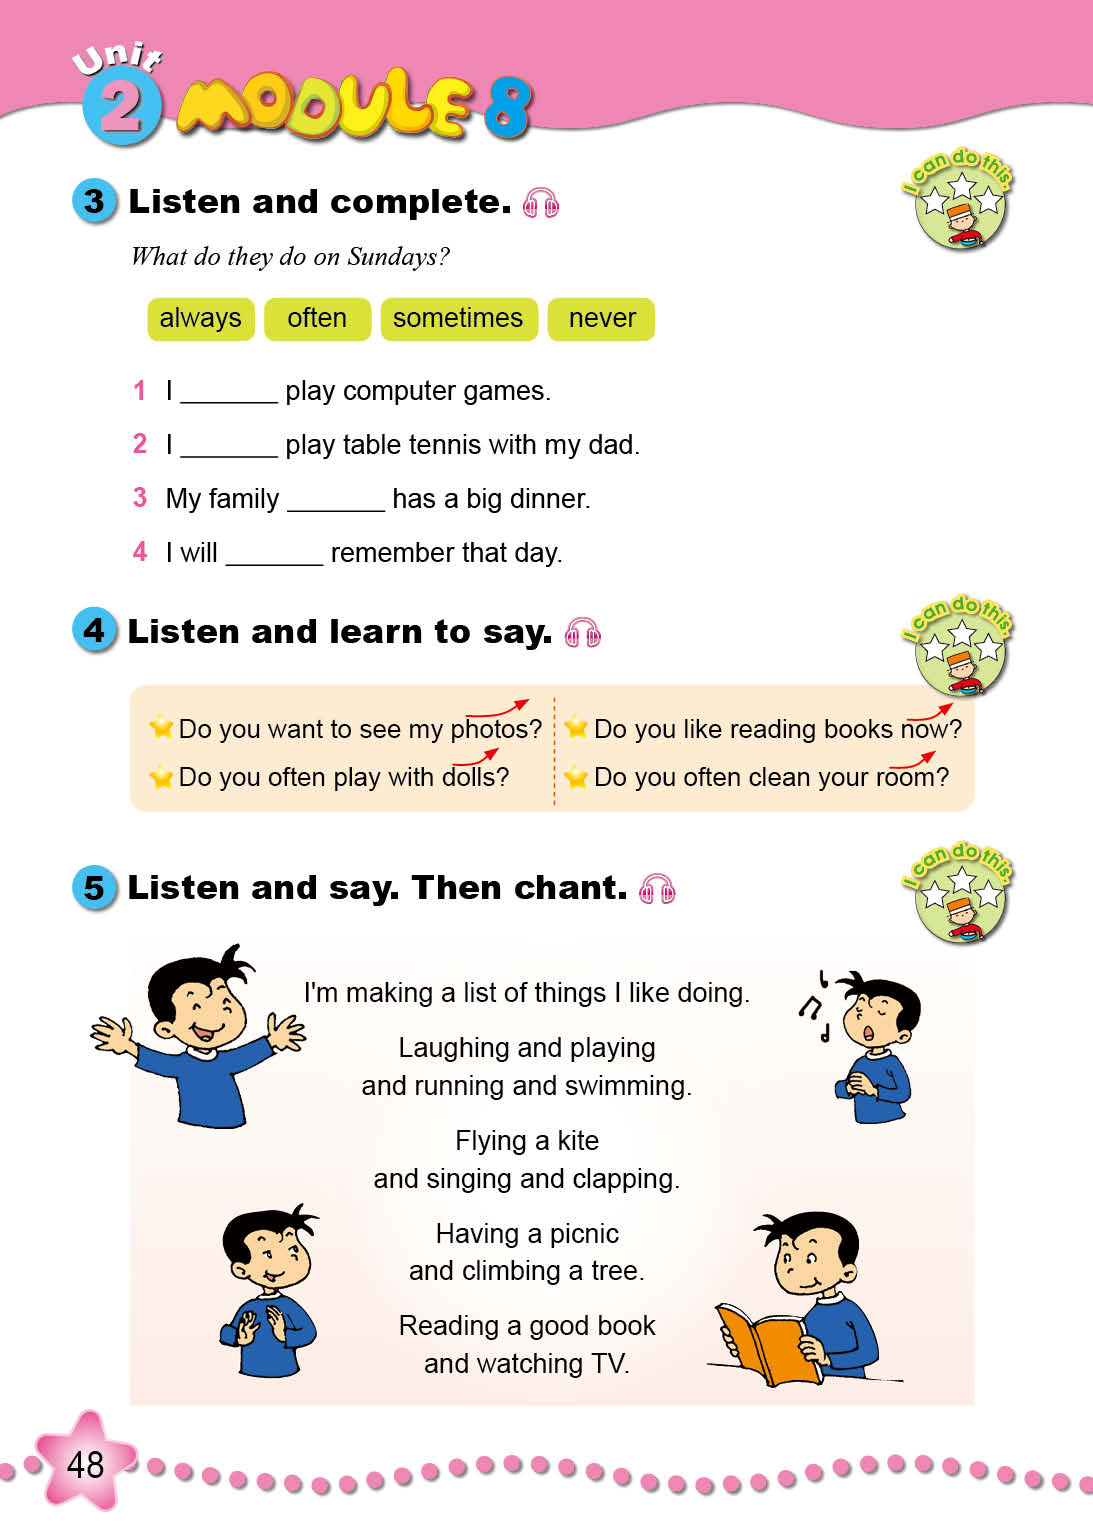 Unit
2 MODULE 8
I can do this.
3 Listen and complete.
What do they do on Sundays?
always often sometimes never
1 I _______ play computer games.
2 I _______ play table tennis with my dad.
3 My family _______ has a big dinner.
4 I will _______ remember that day.
I can do this.
4 Listen and learn to say.
Do you want to see my photos? Do you like reading books now?
Do you often play with dolls? Do you often clean your room?
I can do this.
5 Listen and say. Then chant.
I'm making a list of things I like doing.
Laughing and playing
and running and swimming.
Flying a kite
and singing and clapping.
Having a picnic
and climbing a tree.
Reading a good book
and watching TV.
48